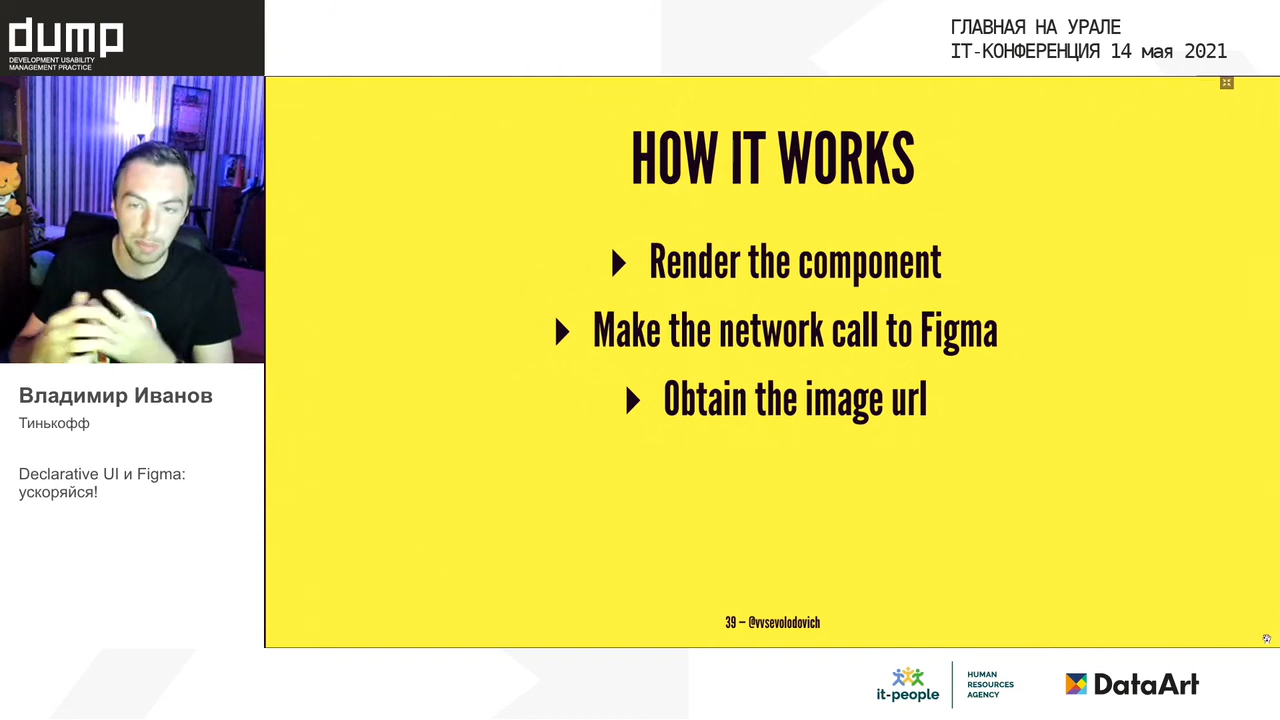 dump
DEVELOPMENT USABILITY
MANAGEMENT PRACTICE
ГЛАВНАЯ НА УРАЛЕ
IT-КОНФЕРЕНЦИЯ 14 мая 2021
HOW IT WORKS
Render the component
Make the network call to Figma
Obtain the image url
39 — @vvsevolodovich
Владимир Иванов
Тинькофф
Declarative UI и Figma:
ускоряйся!
it-people
HUMAN
RESOURCES
AGENCY
DataArt